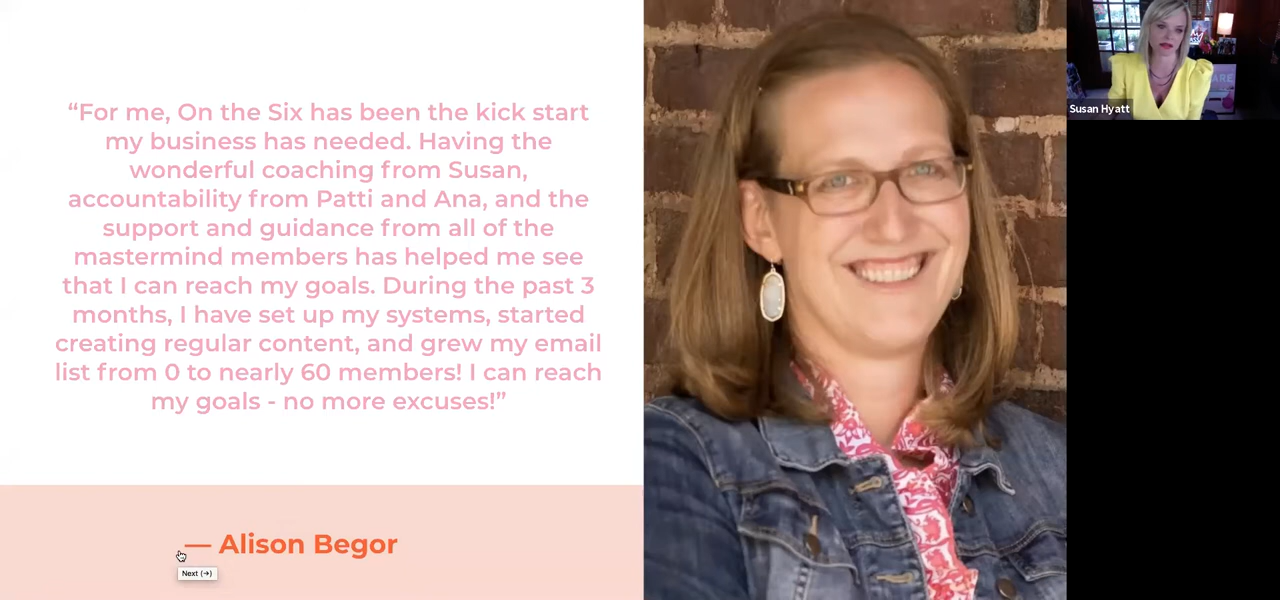 “For me, On the Six has been the kick start
my business has needed. Having the
wonderful coaching from Susan,
accountability from Patti and Ana, and the
support and guidance from all of the
mastermind members has helped me see
that I can reach my goals. During the past 3
months, I have set up my systems, started
creating regular content, and grew my email
list from 0 to nearly 60 members! I can reach
my goals - no more excuses!”
— Alison Begor
Next (→)
Susan Hyatt
ARE